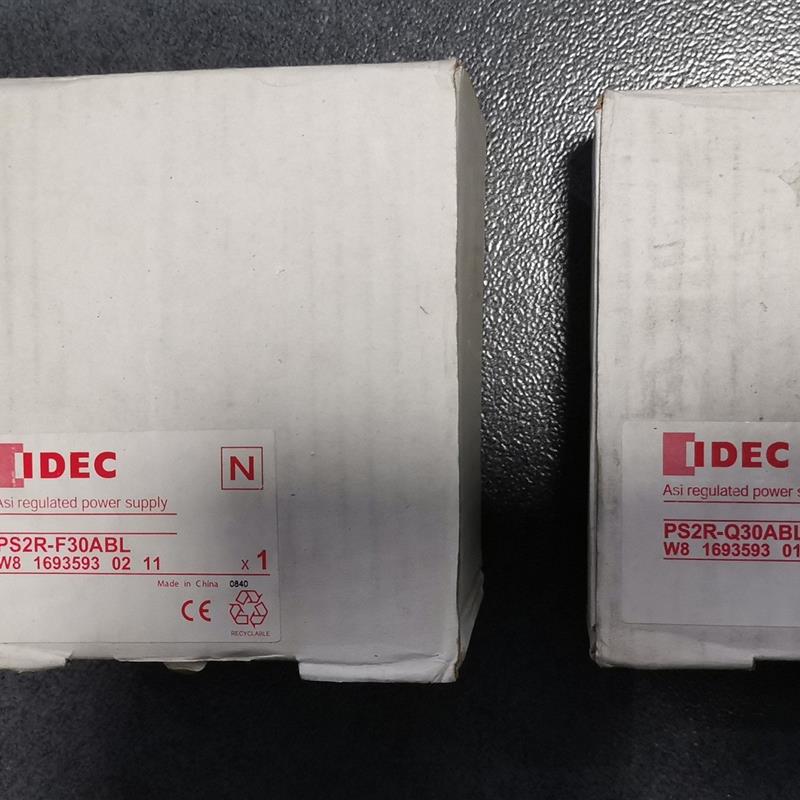 IDEC
N
Asi regulated power supply
PS2R-F30ABL
W8 1693593 02 11
x 1
Made in China 0840
CE
RECYCLABLE
IDEC
Asi regulated power s
PS2R-Q30ABL
W8 1693593 01